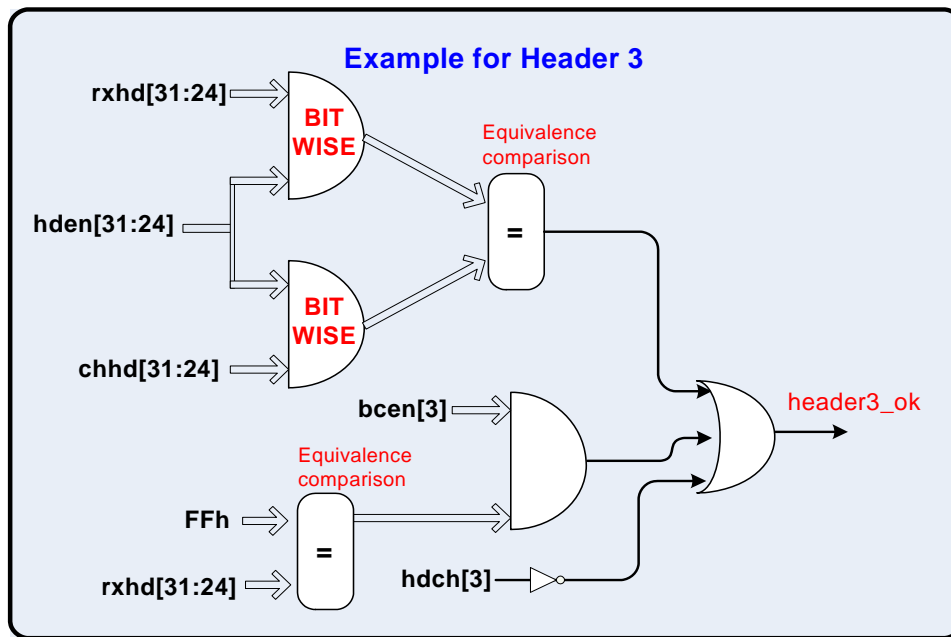 Example for Header 3
rxhd[31:24]
BIT
WISE
Equivalence
comparison
hden[31:24]
=
BIT
WISE
chhd[31:24]
bcen[3]
header3_ok
Equivalence
comparison
FFh
=
rxhd[31:24]
hdch[3]